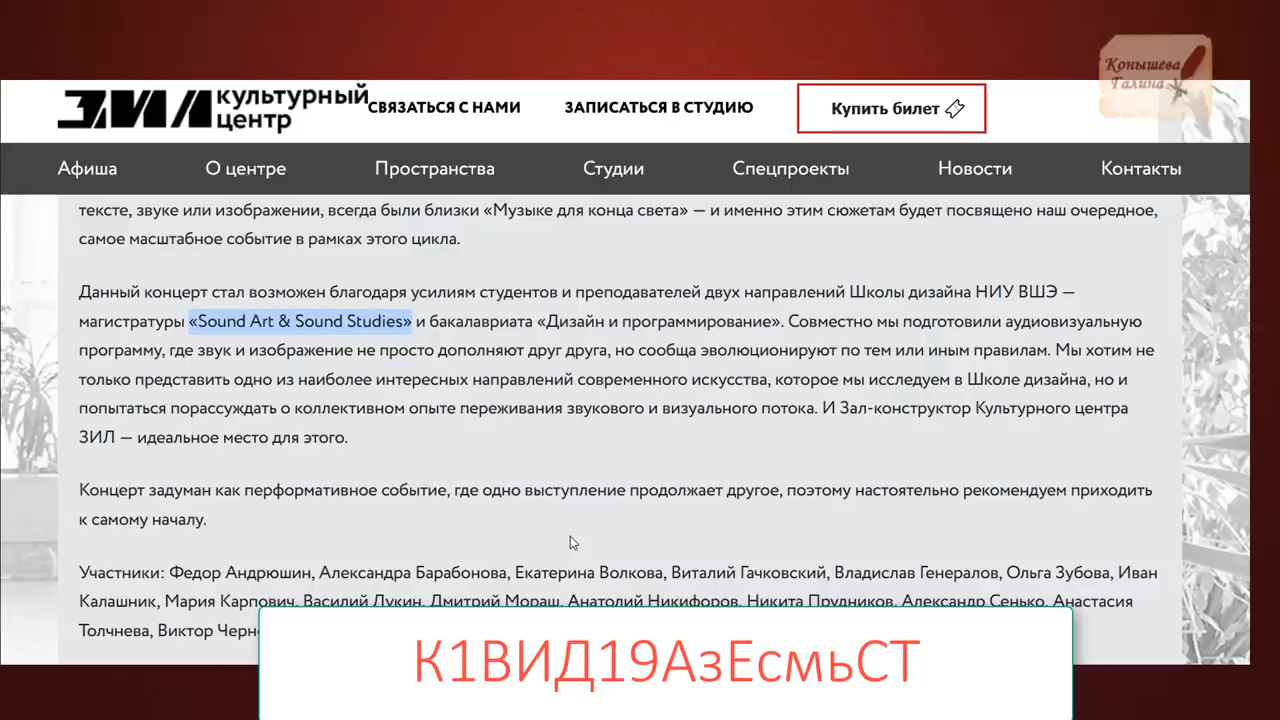 Конышева
Галина
ЗИЛ культурный
центр
СВЯЗАТЬСЯ С НАМИ ЗАПИСАТЬСЯ В СТУДИЮ Купить билет
Афиша О центре Пространства Студии Спецпроекты Новости Контакты
тексте, звуке или изображении, всегда были близки «Музыке для конца света» — и именно этим сюжетам будет посвящено наш очередное,
самое масштабное событие в рамках этого цикла.
Данный концерт стал возможен благодаря усилиям студентов и преподавателей двух направлений Школы дизайна НИУ ВШЭ —
магистратуры «Sound Art & Sound Studies» и бакалавриата «Дизайн и программирование». Совместно мы подготовили аудиовизуальную
программу, где звук и изображение не просто дополняют друг друга, но сообща эволюционируют по тем или иным правилам. Мы хотим не
только представить одно из наиболее интересных направлений современного искусства, которое мы исследуем в Школе дизайна, но и
попытаться порассуждать о коллективном опыте переживания звукового и визуального потока. И Зал-конструктор Культурного центра
ЗИЛ — идеальное место для этого.
Концерт задуман как перформативное событие, где одно выступление продолжает другое, поэтому настоятельно рекомендуем приходить
к самому началу.
Участники: Федор Андрюшин, Александра Барабонова, Екатерина Волкова, Виталий Гачковский, Владислав Генералов, Ольга Зубова, Иван
Калашник, Мария Карпович, Василий Лукин, Дмитрий Мораш, Анатолий Никифоров, Никита Прудников, Александр Сенько, Анастасия
Толчнева, Виктор
К1ВИД19АзЕсмьСТ